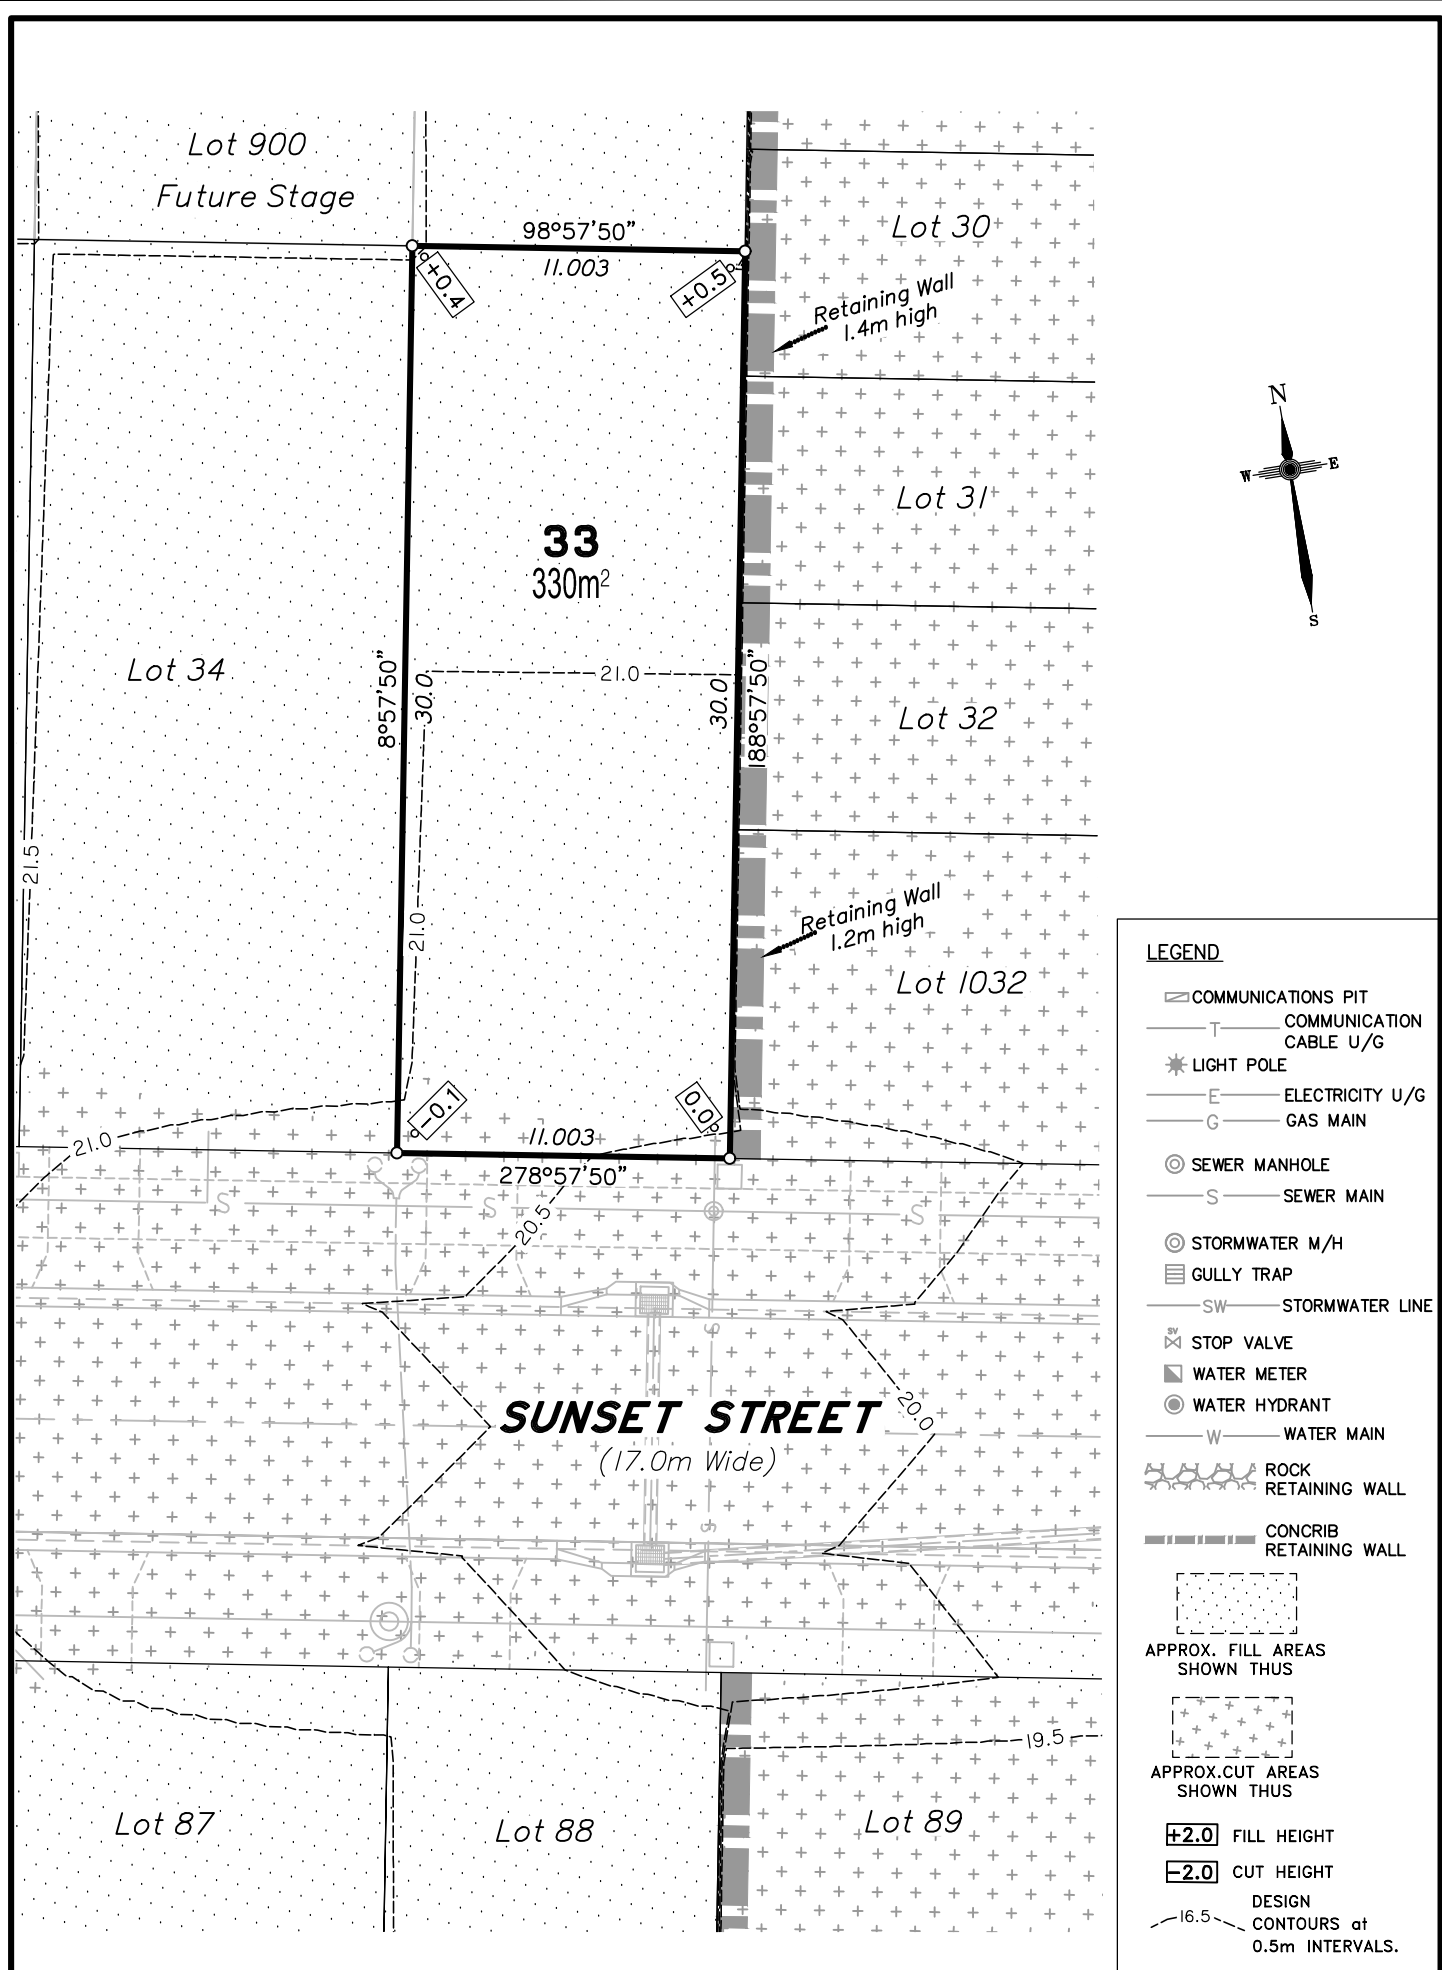 Lot 900
Future Stage
98°57'50"
11.003
+0.4
+0.5
Lot 30
Retaining Wall
1.4m high
N
W
E
S
Lot 31
33
330m²
Lot 34
21.0
8°57'50"
30.0
30.0
188°57'50"
Lot 32
21.5
21.0
Retaining Wall
1.2m high
Lot 1032
-0.1
0.0
21.0
11.003
278°57'50"
S
S
S
20.5
S
SUNSET STREET
(17.0m Wide)
20.0
S
19.5
Lot 87
Lot 88
Lot 89
LEGEND
COMMUNICATIONS PIT
T
COMMUNICATION
CABLE U/G
LIGHT POLE
E
ELECTRICITY U/G
G
GAS MAIN
SEWER MANHOLE
S
SEWER MAIN
STORMWATER M/H
GULLY TRAP
SW
STORMWATER LINE
SV
STOP VALVE
WATER METER
WATER HYDRANT
W
WATER MAIN
ROCK
RETAINING WALL
CONCRIB
RETAINING WALL
APPROX. FILL AREAS
SHOWN THUS
APPROX.CUT AREAS
SHOWN THUS
+2.0
FILL HEIGHT
-2.0
CUT HEIGHT
16.5
DESIGN
CONTOURS at
0.5m INTERVALS.